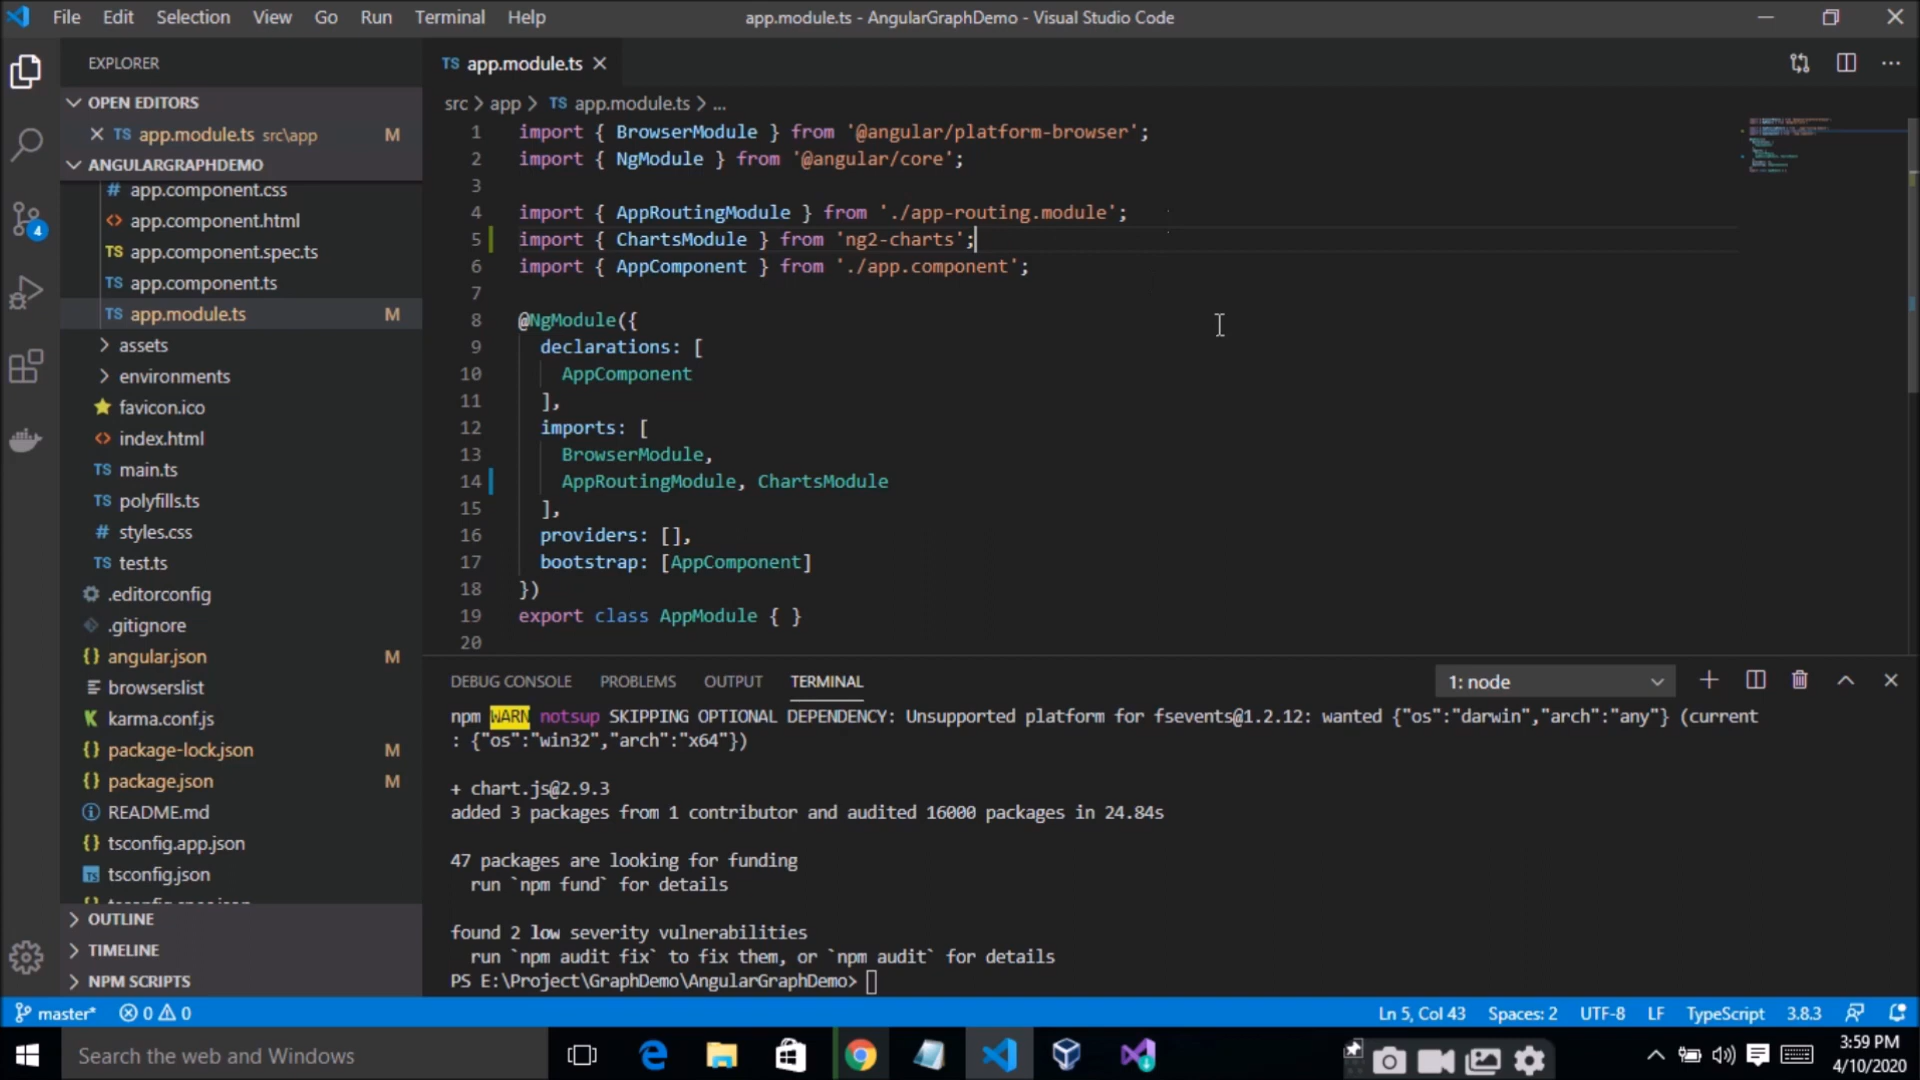 File Edit Selection View Go Run Terminal Help
app.module.ts - AngularGraphDemo - Visual Studio Code
EXPLORER
OPEN EDITORS
TS app.module.ts src\app M
ANGULARGRAPHDEMO
# app.component.css
<> app.component.html
TS app.component.spec.ts
TS app.component.ts
TS app.module.ts M
assets
environments
favicon.ico
<> index.html
TS main.ts
TS polyfills.ts
# styles.css
TS test.ts
.editorconfig
.gitignore
{} angular.json M
browserslist
K karma.conf.js
{} package-lock.json M
{} package.json M
README.md
{} tsconfig.app.json
TS tsconfig.json
OUTLINE
TIMELINE
NPM SCRIPTS
4
TS app.module.ts
src > app > TS app.module.ts > ...
1 import { BrowserModule } from '@angular/platform-browser';
2 import { NgModule } from '@angular/core';
3
4 import { AppRoutingModule } from './app-routing.module';
5 import { ChartsModule } from 'ng2-charts';
6 import { AppComponent } from './app.component';
7
8 @NgModule({
9 declarations: [
10 AppComponent
11 ],
12 imports: [
13 BrowserModule,
14 AppRoutingModule, ChartsModule
15 ],
16 providers: [],
17 bootstrap: [AppComponent]
18 })
19 export class AppModule { }
20
DEBUG CONSOLE PROBLEMS OUTPUT TERMINAL
1: node
npm WARN notsup SKIPPING OPTIONAL DEPENDENCY: Unsupported platform for fsevents@1.2.12: wanted {"os":"darwin","arch":"any"} (current
: {"os":"win32","arch":"x64"})
+ chart.js@2.9.3
added 3 packages from 1 contributor and audited 16000 packages in 24.84s
47 packages are looking for funding
run `npm fund` for details
found 2 low severity vulnerabilities
run `npm audit fix` to fix them, or `npm audit` for details
PS E:\Project\GraphDemo\AngularGraphDemo>
master* 0 0
Ln 5, Col 43 Spaces: 2 UTF-8 LF TypeScript 3.8.3
Search the web and Windows
3:59 PM
4/10/2020